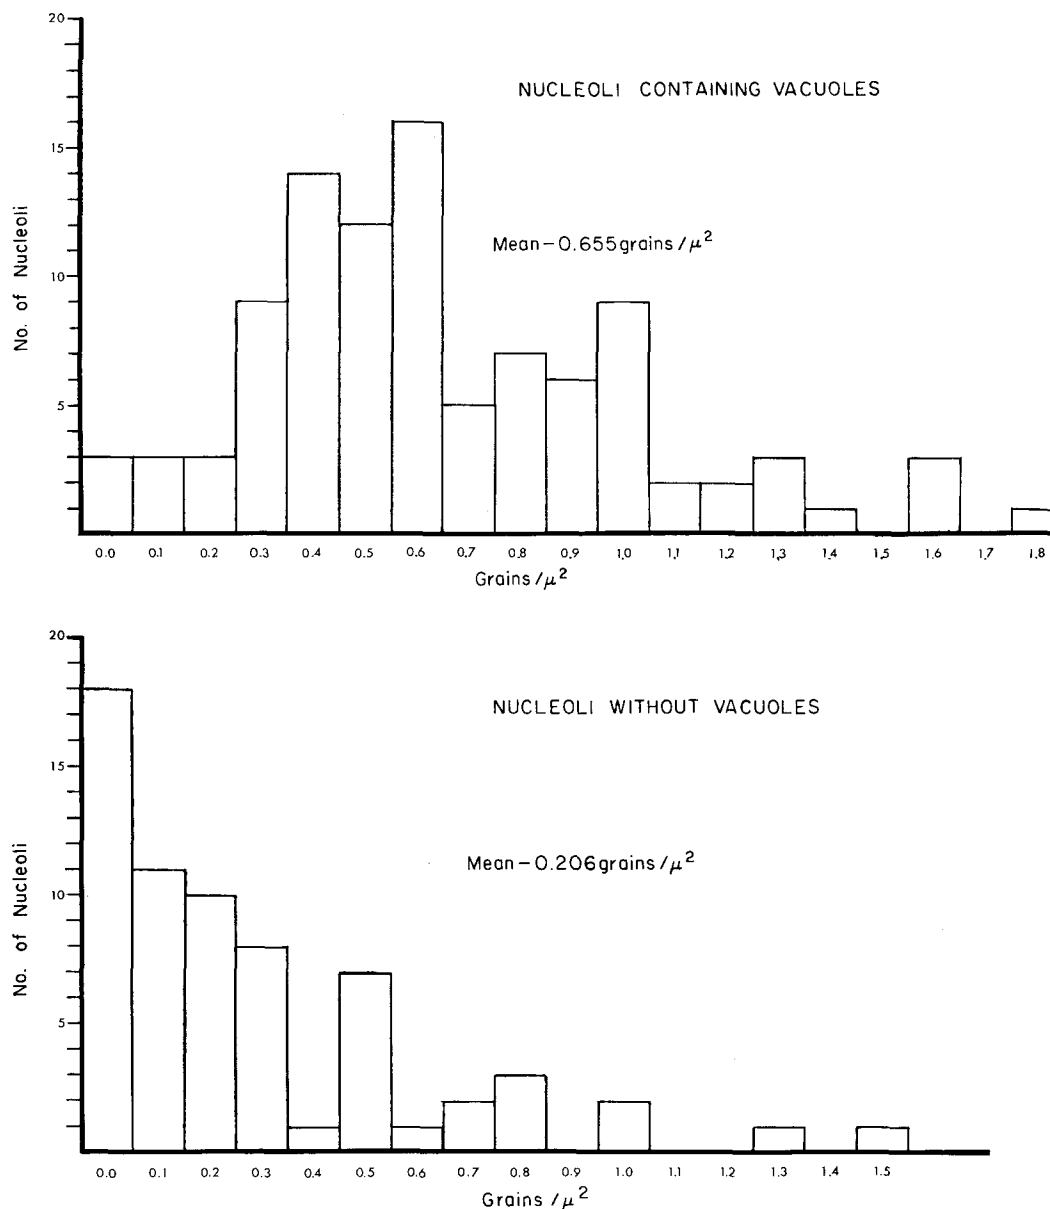 20
NUCLEOLI CONTAINING VACUOLES
15
No. of Nucleoli
Mean–0.655 grains/μ²
10
5
0.0 0.1 0.2 0.3 0.4 0.5 0.6 0.7 0.8 0.9 1.0 1.1 1.2 1.3 1.4 1.5 1.6 1.7 1.8
Grains/μ²
20
NUCLEOLI WITHOUT VACUOLES
15
No. of Nucleoli
Mean–0.206 grains/μ²
10
5
0.0 0.1 0.2 0.3 0.4 0.5 0.6 0.7 0.8 0.9 1.0 1.1 1.2 1.3 1.4 1.5
Grains/μ²